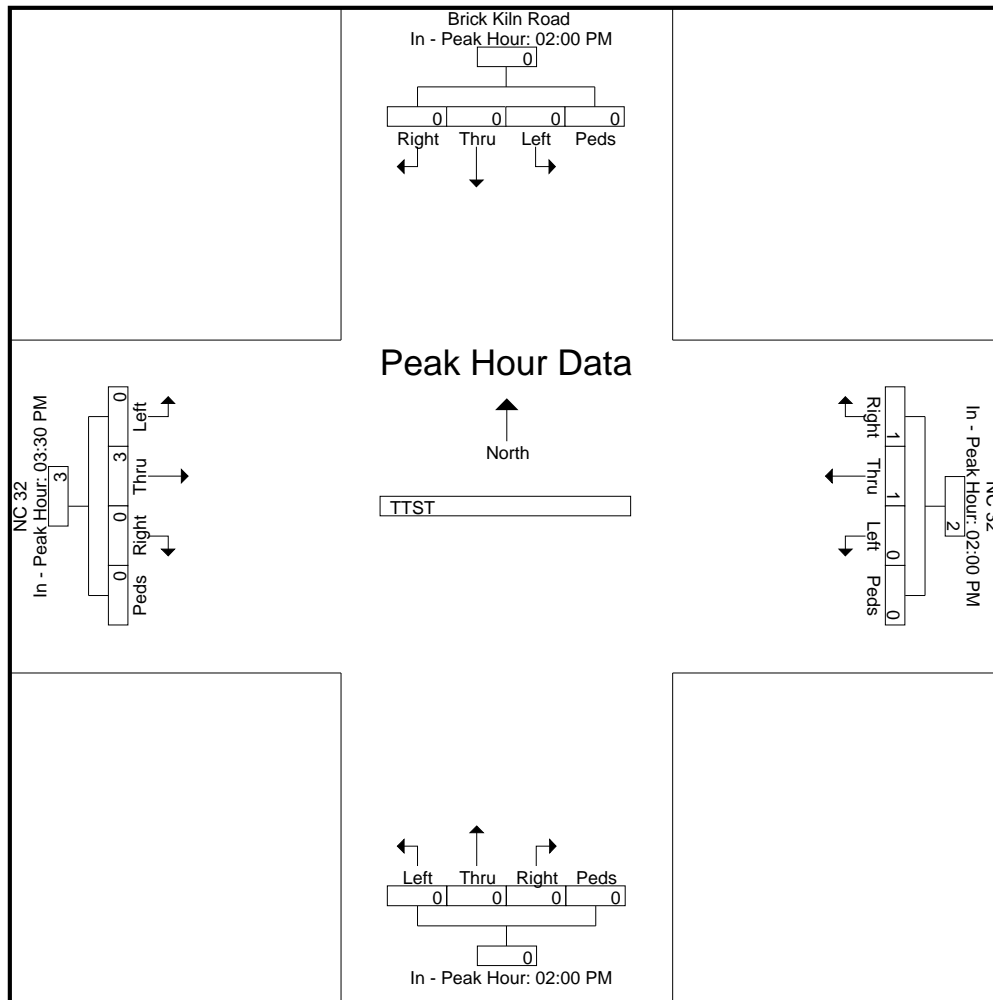 Brick Kiln Road
In - Peak Hour: 02:00 PM
0
0 0 0 0
Right Thru Left Peds
Peak Hour Data
North
TTST
NC 32
In - Peak Hour: 03:30 PM
3
0 3 0 0
Left Thru Right Peds
NC 32
In - Peak Hour: 02:00 PM
2
1 1 0 0
Right Thru Left Peds
Left Thru Right Peds
0 0 0 0
0
In - Peak Hour: 02:00 PM